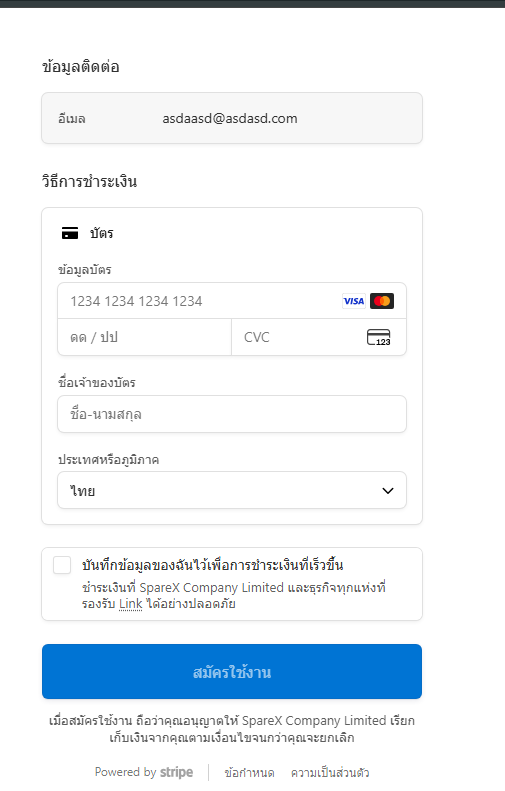 ข้อมูลติดต่อ
อีเมล asdaasd@asdasd.com
วิธีการชำระเงิน
บัตร
ข้อมูลบัตร
1234 1234 1234 1234 VISA
ดด / ปป CVC 123
ชื่อเจ้าของบัตร
ชื่อ-นามสกุล
ประเทศหรือภูมิภาค
ไทย
บันทึกข้อมูลของฉันไว้เพื่อการชำระเงินที่เร็วขึ้น
ชำระเงินที่ SpareX Company Limited และธุรกิจทุกแห่งที่
รองรับ Link ได้อย่างปลอดภัย
สมัครใช้งาน
เมื่อสมัครใช้งาน ถือว่าคุณอนุญาตให้ SpareX Company Limited เรียก
เก็บเงินจากคุณตามเงื่อนไขจนกว่าคุณจะยกเลิก
Powered by stripe ข้อกำหนด ความเป็นส่วนตัว